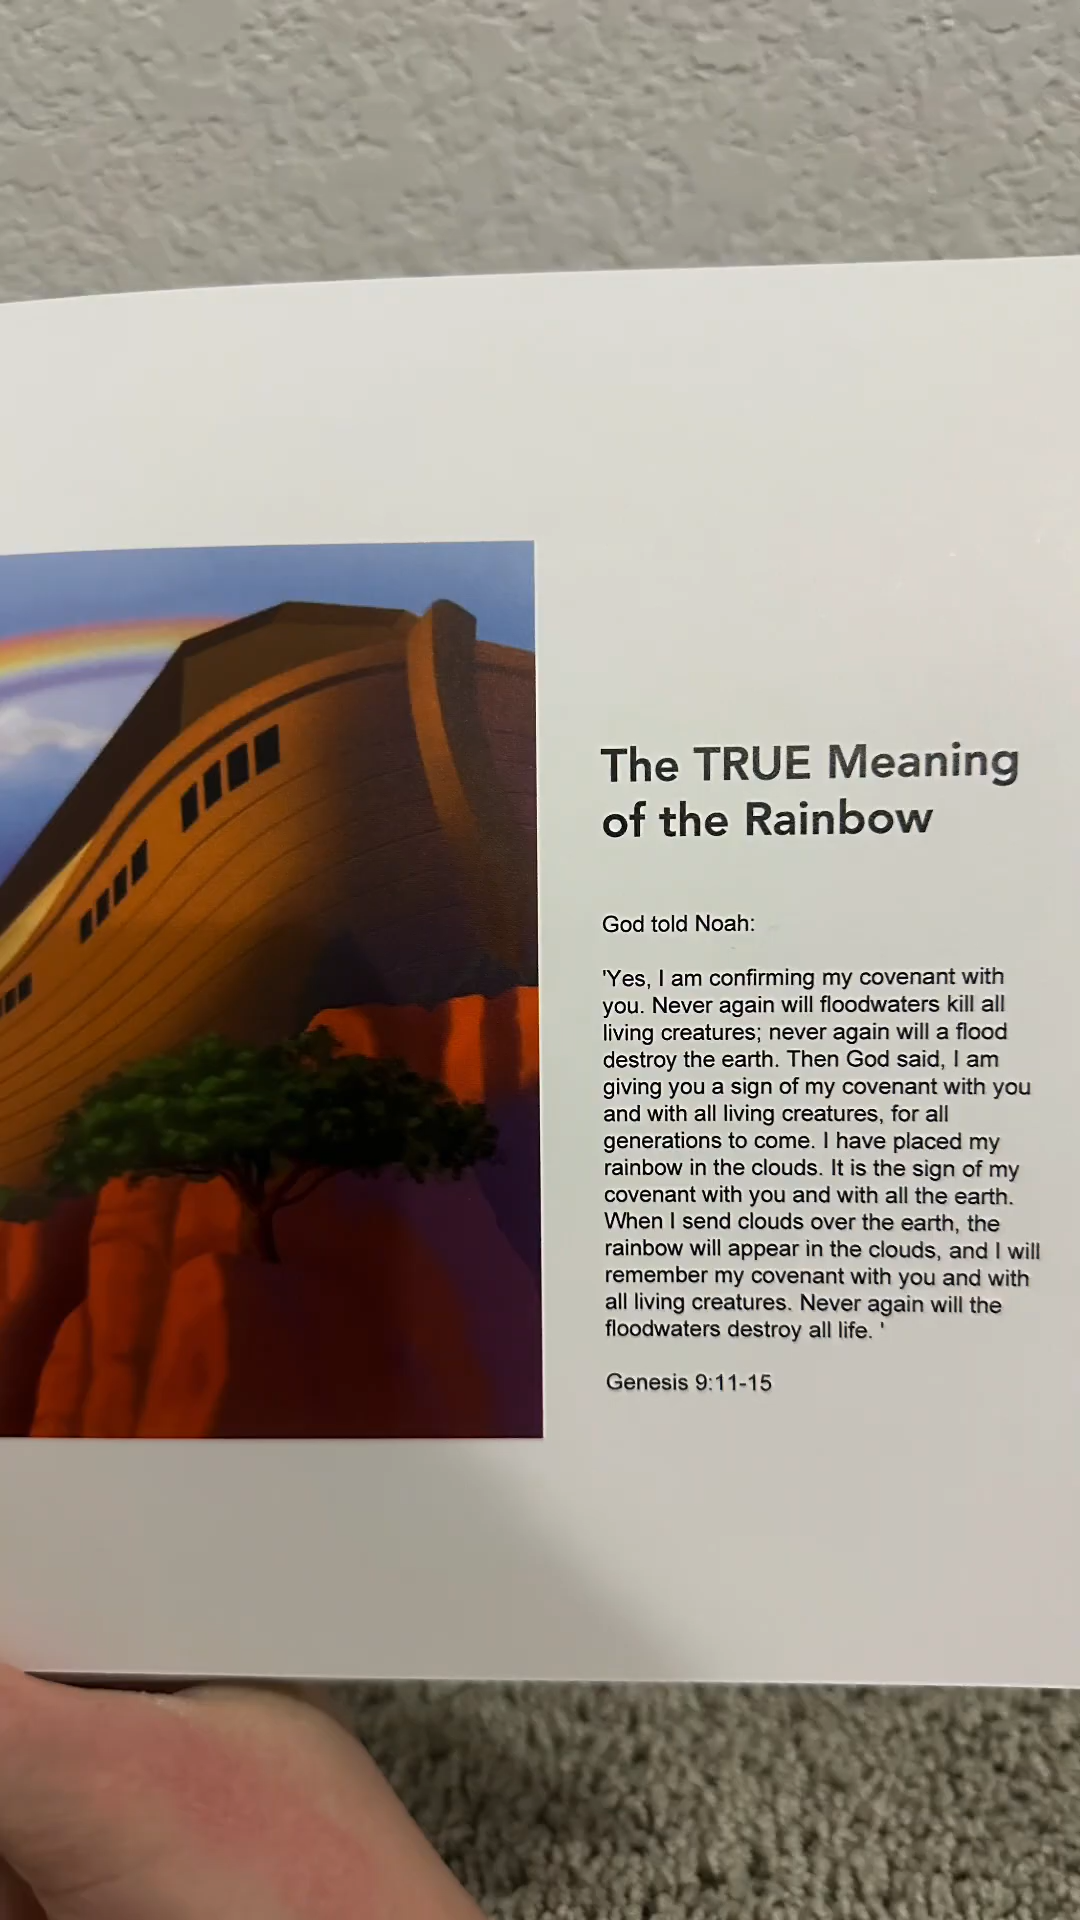 The TRUE Meaning
of the Rainbow
God told Noah:
'Yes, I am confirming my covenant with
you. Never again will floodwaters kill all
living creatures; never again will a flood
destroy the earth. Then God said, I am
giving you a sign of my covenant with you
and with all living creatures, for all
generations to come. I have placed my
rainbow in the clouds. It is the sign of my
covenant with you and with all the earth.
When I send clouds over the earth, the
rainbow will appear in the clouds, and I will
remember my covenant with you and with
all living creatures. Never again will the
floodwaters destroy all life. '
Genesis 9:11-15